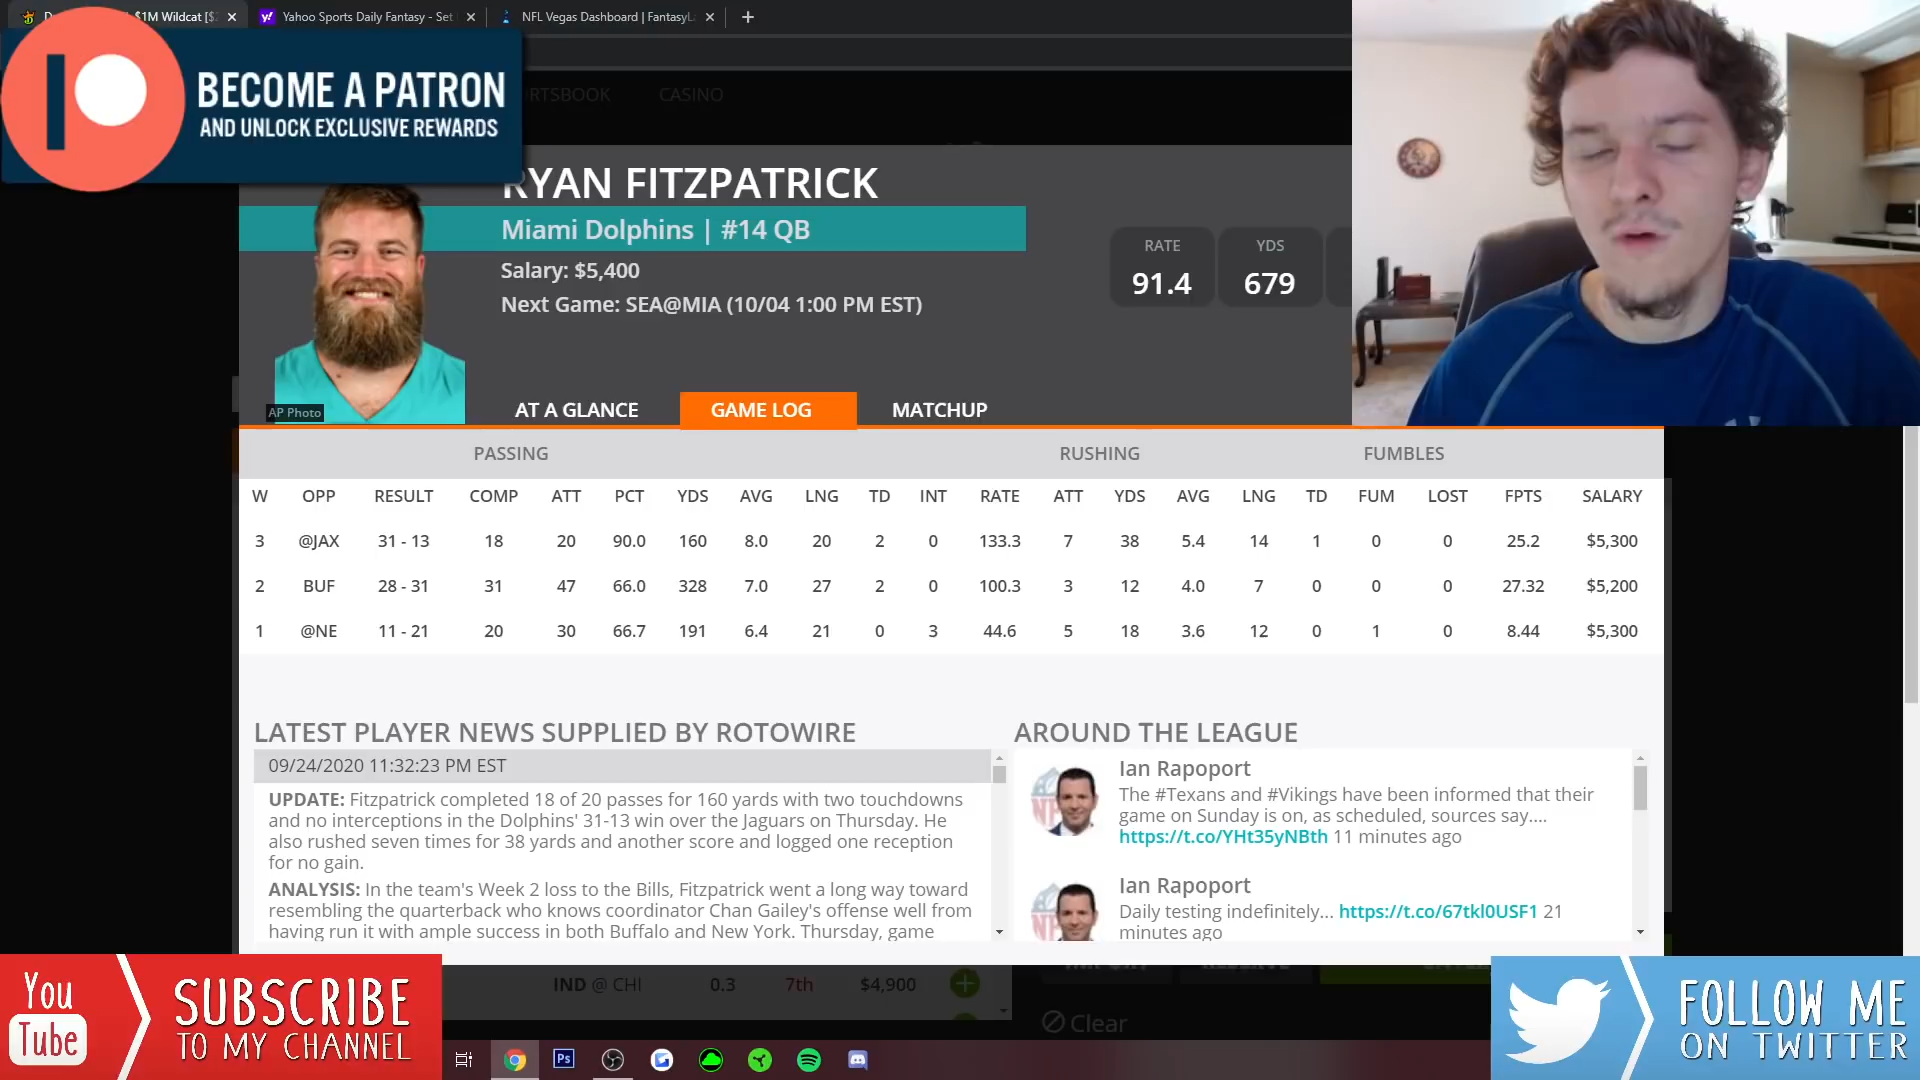 $1M Wildcat [$
Yahoo Sports Daily Fantasy - Set
NFL Vegas Dashboard | FantasyL
BECOME A PATRON
AND UNLOCK EXCLUSIVE REWARDS
RTSBOOK CASINO
RYAN FITZPATRICK
Miami Dolphins | #14 QB
Salary: $5,400
Next Game: SEA@MIA (10/04 1:00 PM EST)
RATE YDS
91.4 679
AP Photo
AT A GLANCE GAME LOG MATCHUP
PASSING RUSHING FUMBLES
W OPP RESULT COMP ATT PCT YDS AVG LNG TD INT RATE ATT YDS AVG LNG TD FUM LOST FPTS SALARY
3 @JAX 31 - 13 18 20 90.0 160 8.0 20 2 0 133.3 7 38 5.4 14 1 0 0 25.2 $5,300
2 BUF 28 - 31 31 47 66.0 328 7.0 27 2 0 100.3 3 12 4.0 7 0 0 0 27.32 $5,200
1 @NE 11 - 21 20 30 66.7 191 6.4 21 0 3 44.6 5 18 3.6 12 0 1 0 8.44 $5,300
LATEST PLAYER NEWS SUPPLIED BY ROTOWIRE
09/24/2020 11:32:23 PM EST
UPDATE: Fitzpatrick completed 18 of 20 passes for 160 yards with two touchdowns
and no interceptions in the Dolphins' 31-13 win over the Jaguars on Thursday. He
also rushed seven times for 38 yards and another score and logged one reception
for no gain.
ANALYSIS: In the team's Week 2 loss to the Bills, Fitzpatrick went a long way toward
resembling the quarterback who knows coordinator Chan Gailey's offense well from
having run it with ample success in both Buffalo and New York. Thursday, game
AROUND THE LEAGUE
Ian Rapoport
The #Texans and #Vikings have been informed that their
game on Sunday is on, as scheduled, sources say....
https://t.co/YHt35yNBth 11 minutes ago
Ian Rapoport
Daily testing indefinitely... https://t.co/67tkl0USF1 21
minutes ago
IND @ CHI 0.3 7th $4,900
Clear
You
Tube
SUBSCRIBE
TO MY CHANNEL
Ps
FOLLOW ME
ON TWITTER